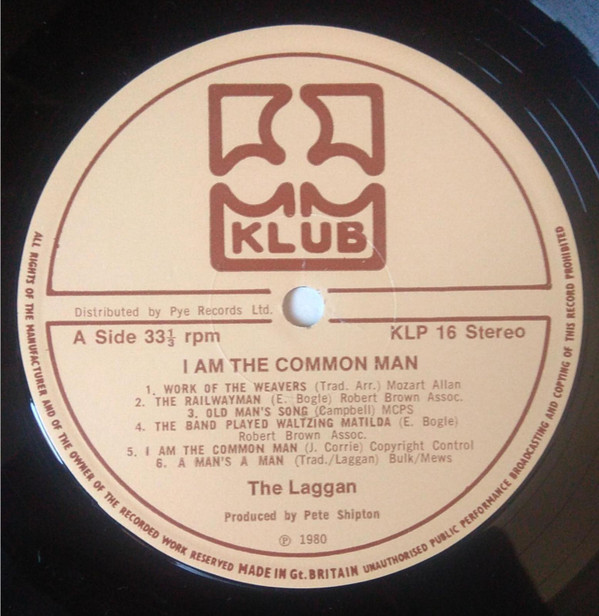 KLUB
Distributed by Pye Records Ltd.
A Side 33⅓ rpm
KLP 16 Stereo
I AM THE COMMON MAN
1. WORK OF THE WEAVERS (Trad. Arr.) Mozart Allan
2. THE RAILWAYMAN (E. Bogle) Robert Brown Assoc.
3. OLD MAN'S SONG (Campbell) MCPS
4. THE BAND PLAYED WALTZING MATILDA (E. Bogle)
Robert Brown Assoc.
5. I AM THE COMMON MAN (J. Corrie) Copyright Control
6. A MAN'S A MAN (Trad./Laggan) Bulk/Mews
The Laggan
Produced by Pete Shipton
℗ 1980
ALL RIGHTS OF THE MANUFACTURER AND OF THE OWNER OF THE RECORDED WORK RESERVED MADE IN Gt. BRITAIN UNAUTHORISED PUBLIC PERFORMANCE BROADCASTING AND COPYING OF THIS RECORD PROHIBITED